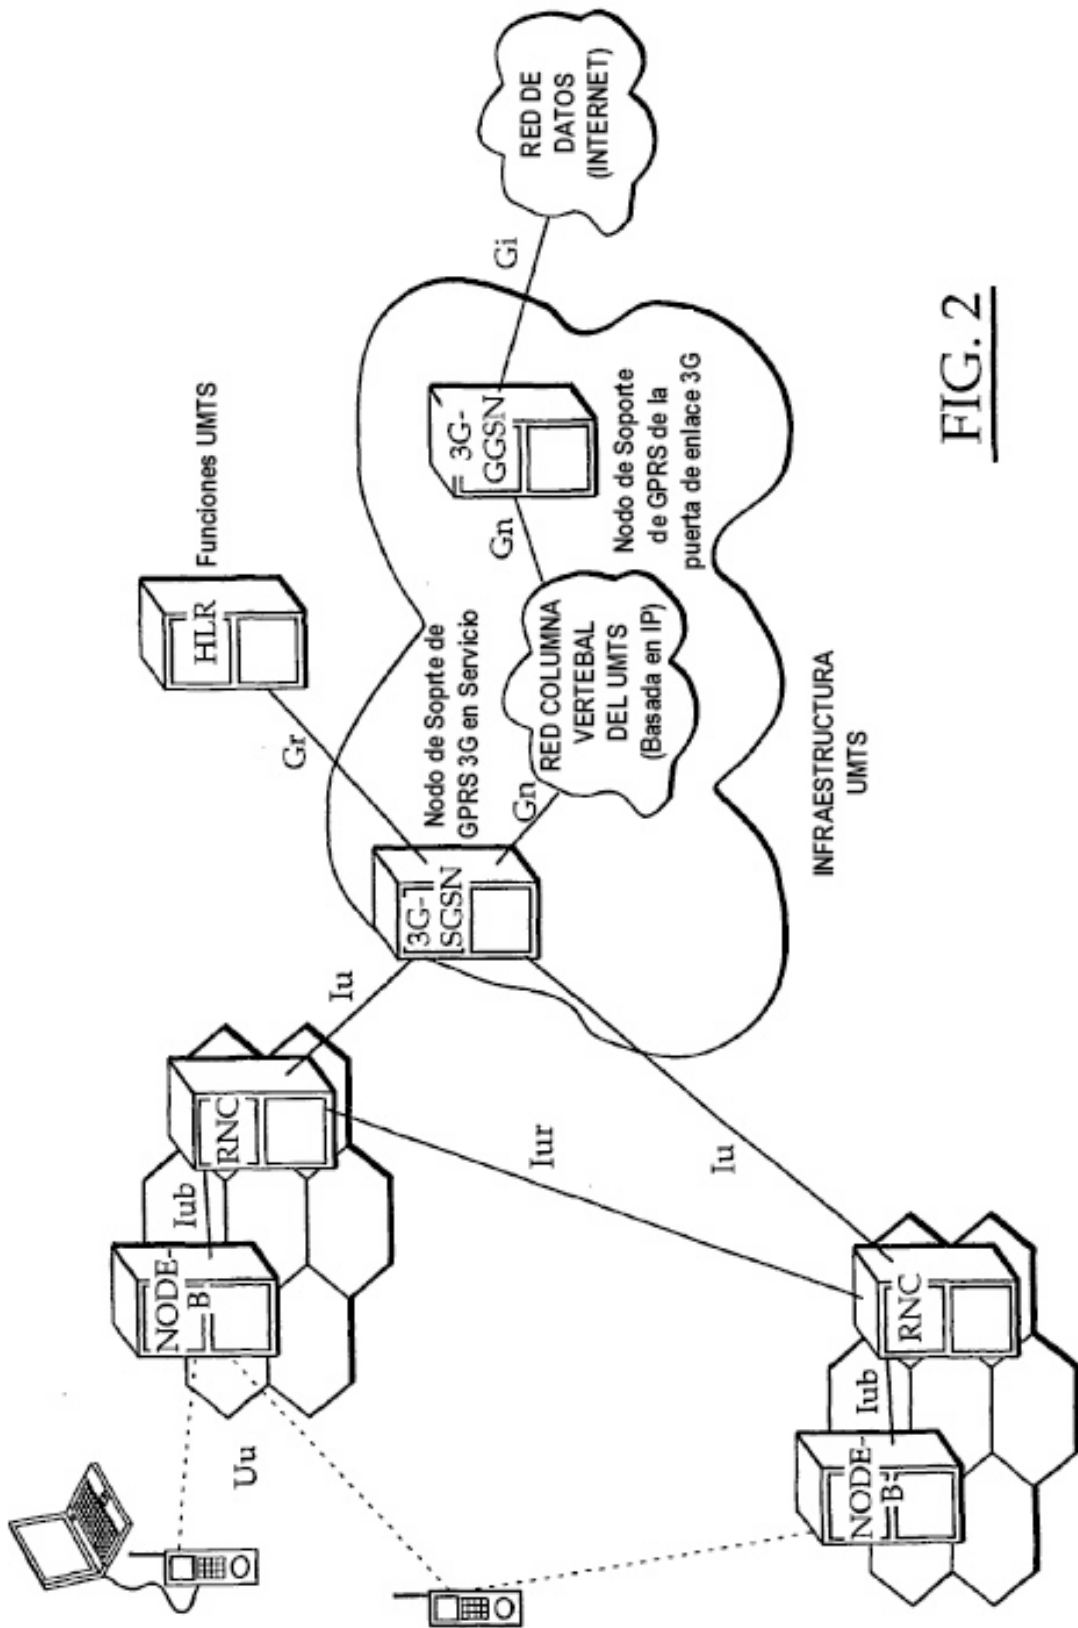 Uu
NODE-
B
Iub
RNC
Iu
Gr
HLR
Funciones UMTS
Nodo de Soprte de
GPRS 3G en Servicio
3G-
SGSN
Gn
RED COLUMNA
VERTEBAL
DEL UMTS
(Basada en IP)
Gn
3G-
GGSN
Gi
RED DE
DATOS
(INTERNET)
Nodo de Soporte
de GPRS de la
puerta de enlace 3G
Iur
Iu
INFRAESTRUCTURA
UMTS
NODE-
B
Iub
RNC
FIG. 2